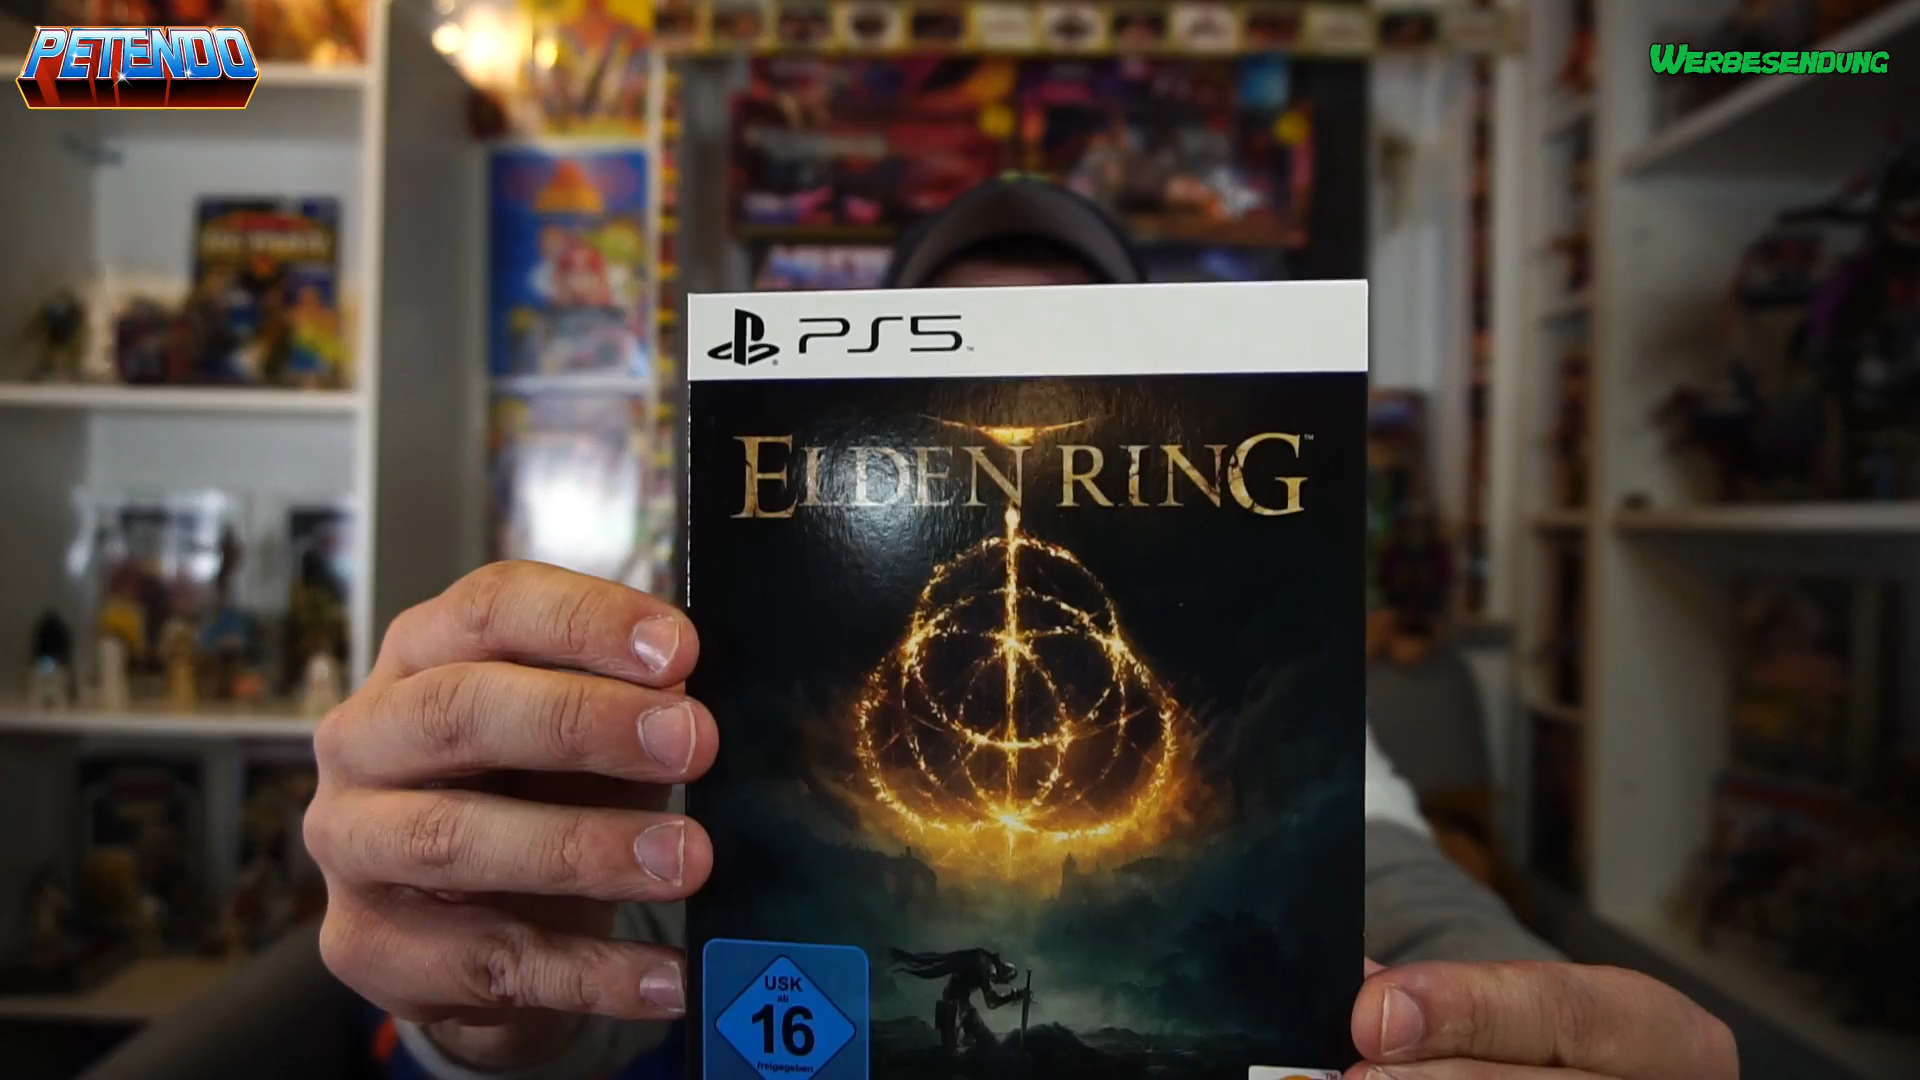 PETENDO
WERBESENDUNG
PS5
ELDEN RING
USK
ab
16
freigegeben